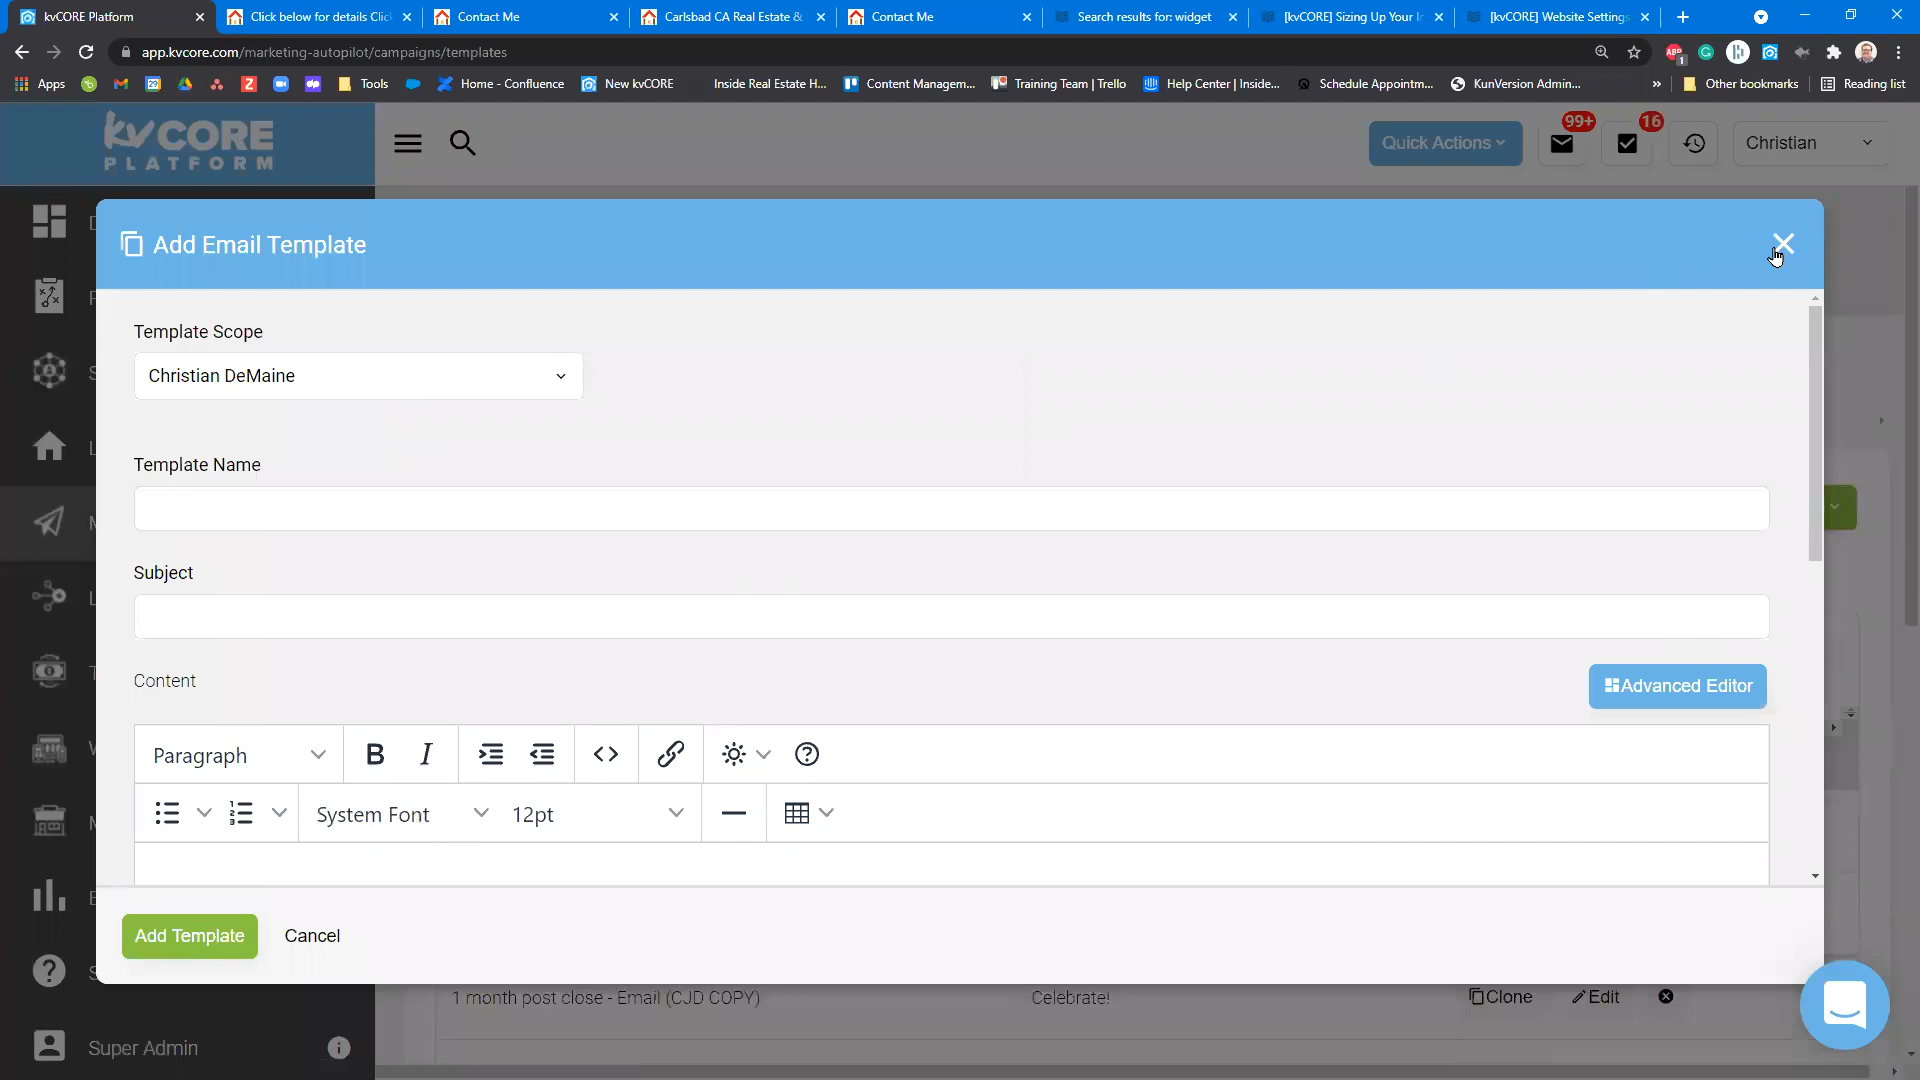 kvCORE Platform
Click below for details Clic
Contact Me
Carlsbad CA Real Estate &
Contact Me
Search results for: widget
[kvCORE] Sizing Up Your Ir
[kvCORE] Website Settings
app.kvcore.com/marketing-autopilot/campaigns/templates
ABP
1
Apps
Tools
Home - Confluence
New kvCORE
Inside Real Estate H...
Content Managem...
Training Team | Trello
Help Center | Inside...
Schedule Appointm...
KunVersion Admin...
»
Other bookmarks
Reading list
kvCORE
PLATFORM
Quick Actions
99+
16
Christian
Add Email Template
Template Scope
Christian DeMaine
Template Name
Subject
Content
Advanced Editor
Paragraph
B
I
System Font
12pt
Add Template
Cancel
1 month post close - Email (CJD COPY)
Celebrate!
Clone
Edit
Super Admin